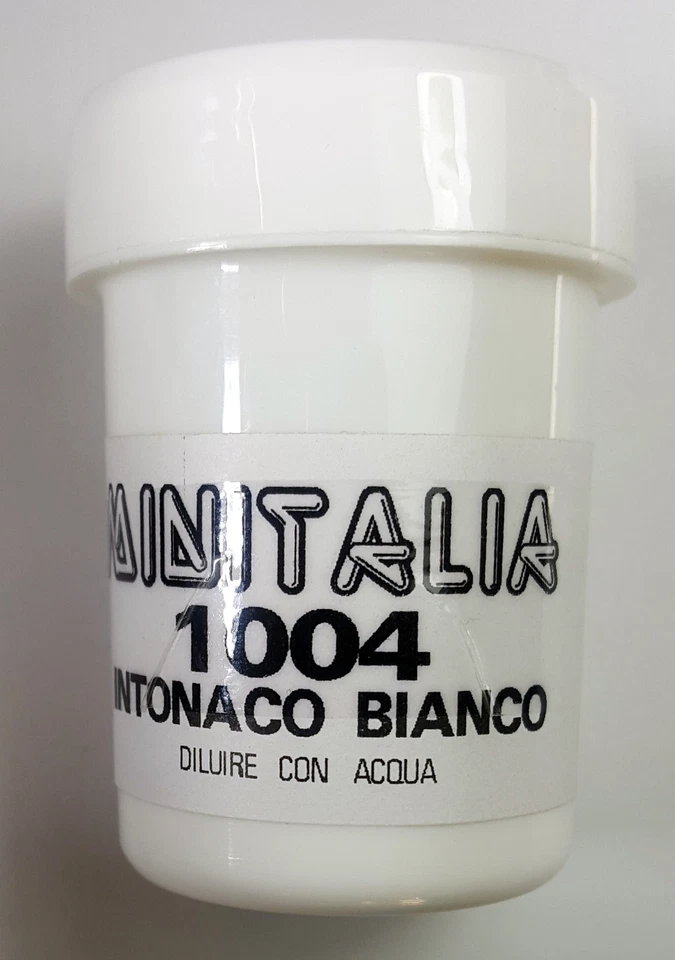 MINITALIA
1004
INTONACO BIANCO
DILUIRE CON ACQUA